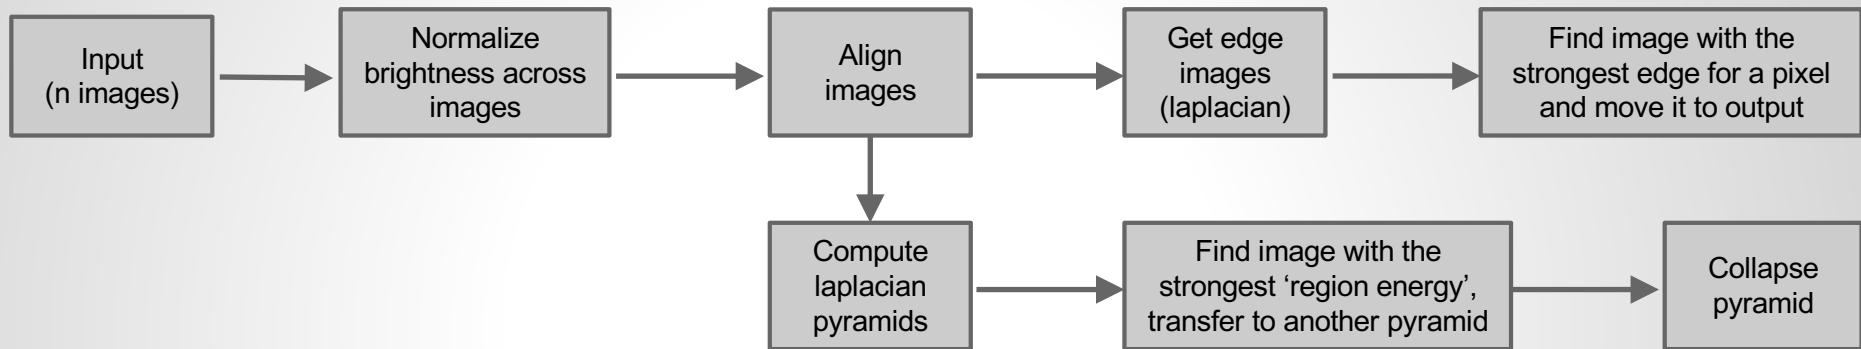 Input
(n images)
Normalize
brightness across
images
Align
images
Get edge
images
(laplacian)
Find image with the
strongest edge for a pixel
and move it to output
Compute
laplacian
pyramids
Find image with the
strongest ‘region energy’,
transfer to another pyramid
Collapse
pyramid